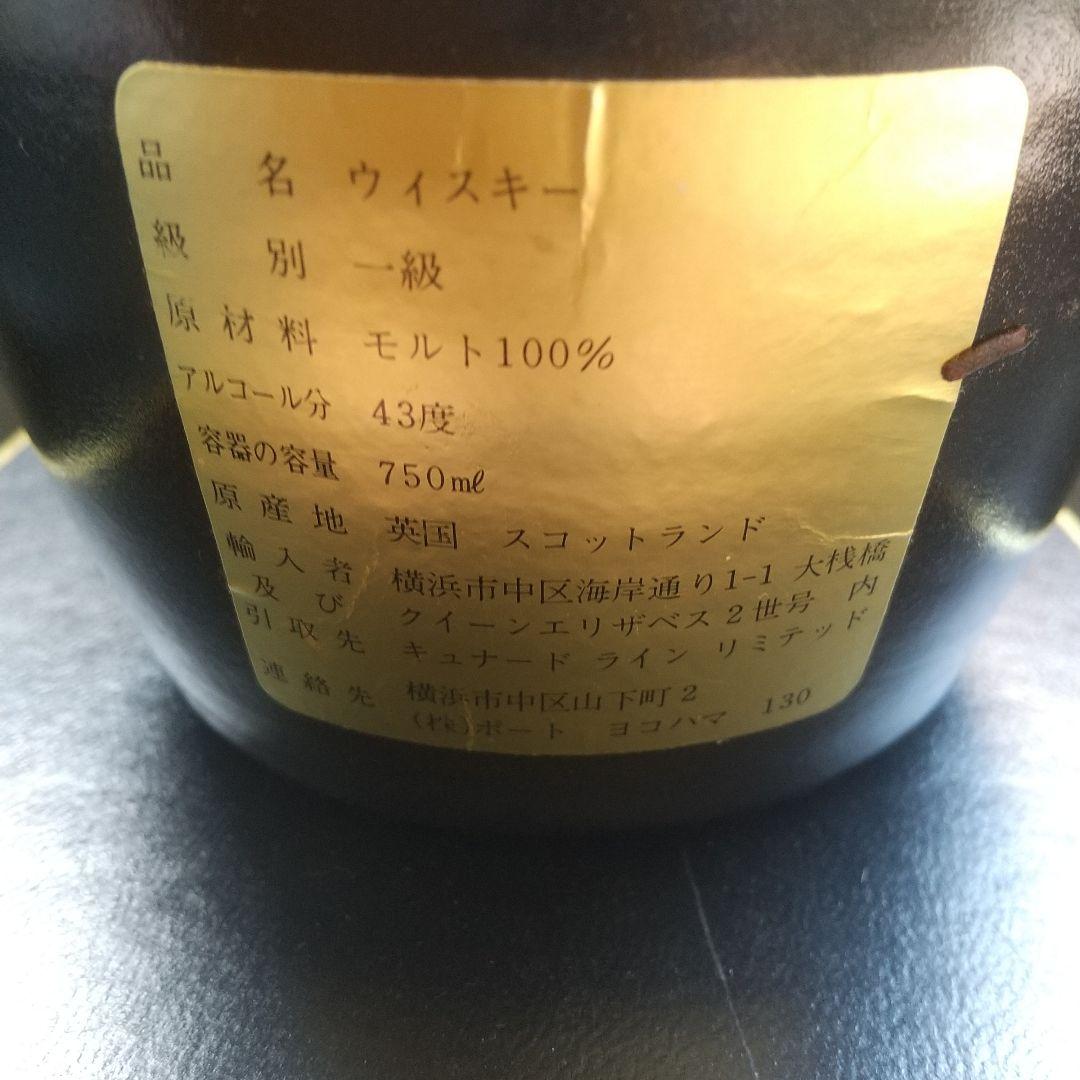 品名 ウィスキー
級別 一級
原材料 モルト100%
アルコール分 43度
容器の容量 750mℓ
原産地 英国 スコットランド
輸入者 横浜市中区海岸通り1-1 大桟橋
及び クイーンエリザベス2世号 内
引取先 キュナード ライン リミテッド
連絡先 横浜市中区山下町2
(株)ポート ヨコハマ 130